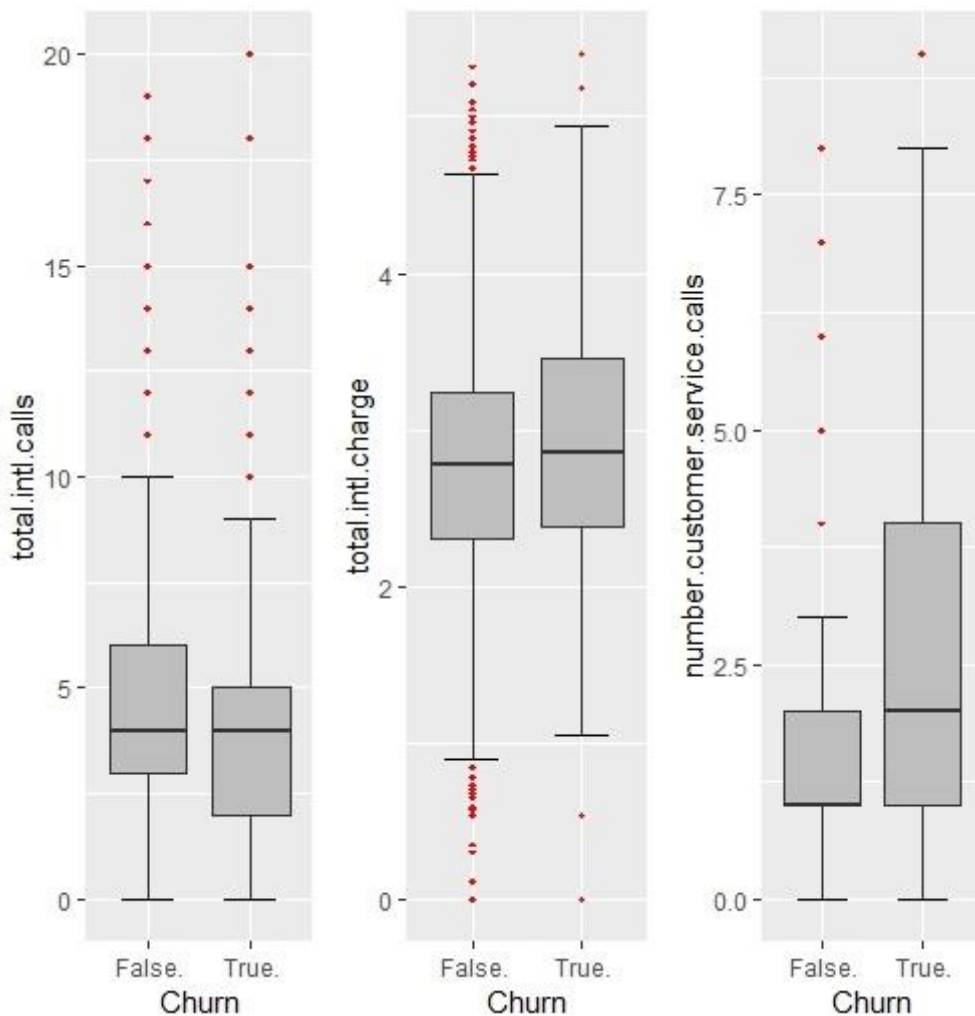 total.intl.calls
20
15
10
5
0
False.
True.
Churn
total.intl.charge
4
2
0
False.
True.
Churn
number.customer.service.calls
7.5
5.0
2.5
0.0
False.
True.
Churn